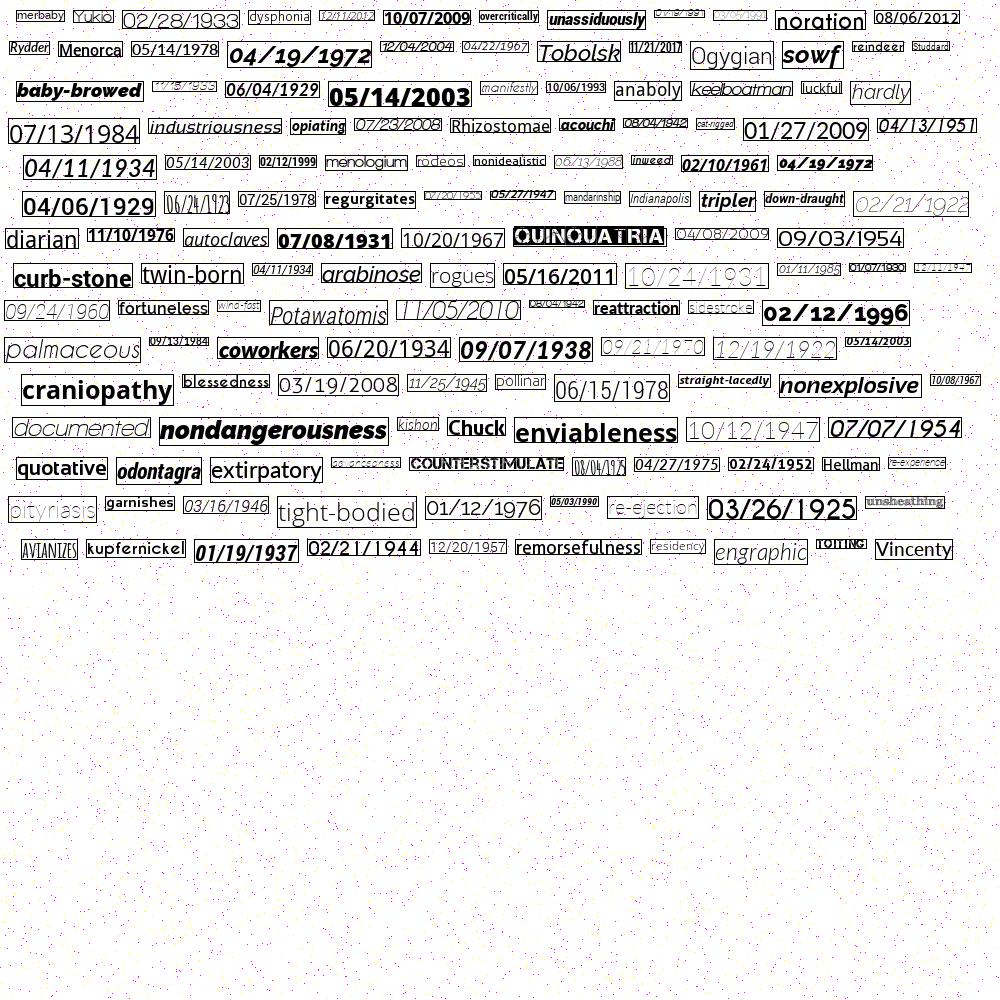 merbaby Yukio 02/28/1933 dysphonia 12/11/2012 10/07/2009 overcritically unassiduously 07/19/1991 03/06/1991 noration 08/06/2012
Rydder Menorca 05/14/1978 04/19/1972 12/04/2004 04/22/1967 Tobolsk 11/21/2017 Ogygian sowf reindeer Studdard
baby-browed 11/15/1933 06/04/1929 05/14/2003 manifestly 10/06/1993 anaboly keelboatman luckful hardly
07/13/1984 industriousness opiating 07/23/2008 Rhizostomae acouchi 08/04/1942 cat-rigged 01/27/2009 04/13/1951
04/11/1934 05/14/2003 02/12/1999 menologium rodeos nonidealistic 06/13/1988 inweed 02/10/1961 04/19/1972
04/06/1929 06/24/1923 07/25/1978 regurgitates 07/20/1955 05/27/1947 mandarinship Indianapolis tripler down-draught 02/21/1922
diarian 11/10/1976 autoclaves 07/08/1931 10/20/1967 QUINQUATRIA 04/08/2009 09/03/1954
curb-stone twin-born 04/11/1934 arabinose rogues 05/16/2011 10/24/1931 01/11/1985 01/07/1930 12/11/1947
09/24/1960 fortuneless wind-fast Potawatomis 11/05/2010 08/04/1942 reattraction sidestroke 02/12/1996
palmaceous 09/13/1984 coworkers 06/20/1934 09/07/1938 09/21/1970 12/19/1922 05/14/2003
craniopathy blessedness 03/19/2008 11/25/1945 pollinar 06/15/1978 straight-lacedly nonexplosive 10/08/1967
documented nondangerousness kishon Chuck enviableness 10/12/1947 07/07/1954
quotative odontagra extirpatory COUNTERSTIMULATE 08/04/1925 04/27/1975 02/24/1952 Hellman re-experience
pityriasis garnishes 03/16/1946 tight-bodied 01/12/1976 05/03/1990 re-ejection 03/26/1925 unsheathing
AVIANIZES kupfernickel 01/19/1937 02/21/1944 12/20/1957 remorsefulness residency engraphic TOITING Vincenty